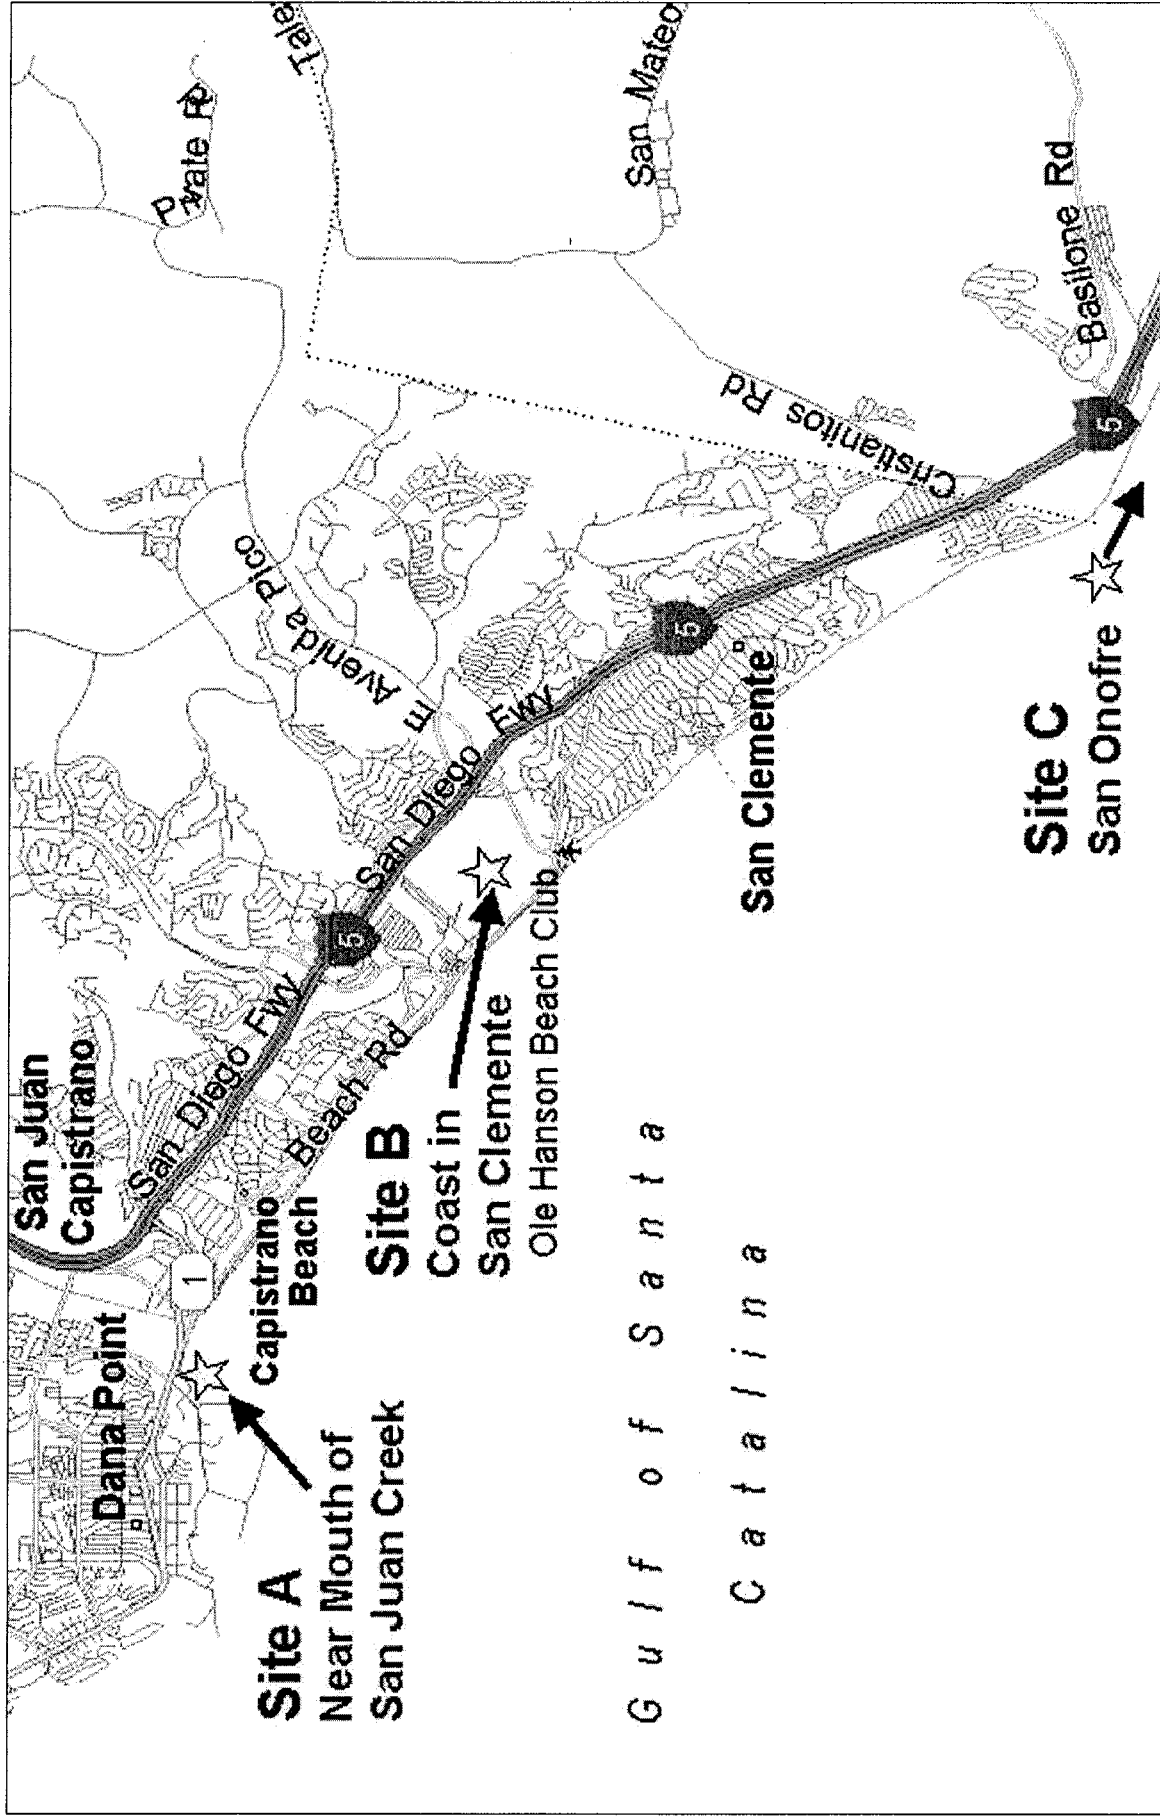 San Juan
Capistrano
Dana Point
1
San Diego Fwy
5
Capistrano
Beach
Beach Rd
Site A
Near Mouth of
San Juan Creek
Site B
Coast in
San Clemente
Ole Hanson Beach Club
San Diego Fwy
E Avenida Pico
5
San Clemente
Private Rd
Tale
San Mateo
Cristianitos Rd
Basilone Rd
5
Site C
San Onofre
Gulf of Santa
Catalina